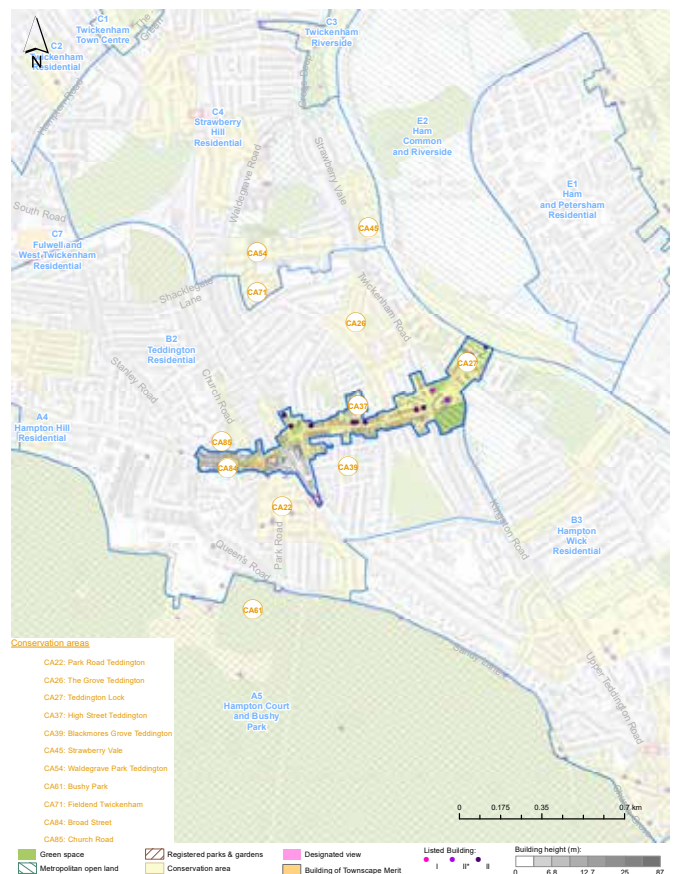 C1
Twickenham
Town Centre
The Green
C3
Twickenham
Riverside
N
C2
Twickenham
Residential
Hampton Road
Cross Deep
C4
Strawberry
Hill
Residential
E2
Ham
Common
and Riverside
Waldegrave Road
Strawberry Vale
E1
Ham
and Petersham
Residential
South Road
C7
Fulwell and
West Twickenham
Residential
CA45
CA54
CA71
Shacklegate
Lane
Twickenham Road
CA26
B2
Teddington
Residential
Stanley Road
Church Road
CA27
A4
Hampton Hill
Residential
CA37
CA85
CA84
CA39
CA22
Kingston Road
B3
Hampton
Wick
Residential
Park Road
Queen's Road
CA61
Sandy Lane
Upper Teddington Road
A5
Hampton Court
and Bushy
Park
Conservation areas
CA22: Park Road Teddington
CA26: The Grove Teddington
CA27: Teddington Lock
CA37: High Street Teddington
CA39: Blackmores Grove Teddington
CA45: Strawberry Vale
CA54: Waldegrave Park Teddington
CA61: Bushy Park
CA71: Fieldend Twickenham
CA84: Broad Street
CA85: Church Road
0 0.175 0.35 0.7 km
Green space
Metropolitan open land
Registered parks & gardens
Conservation area
Designated view
Building of Townscape Merit
Listed Building:
I II* II
Building height (m):
0 6.8 12.7 25 87